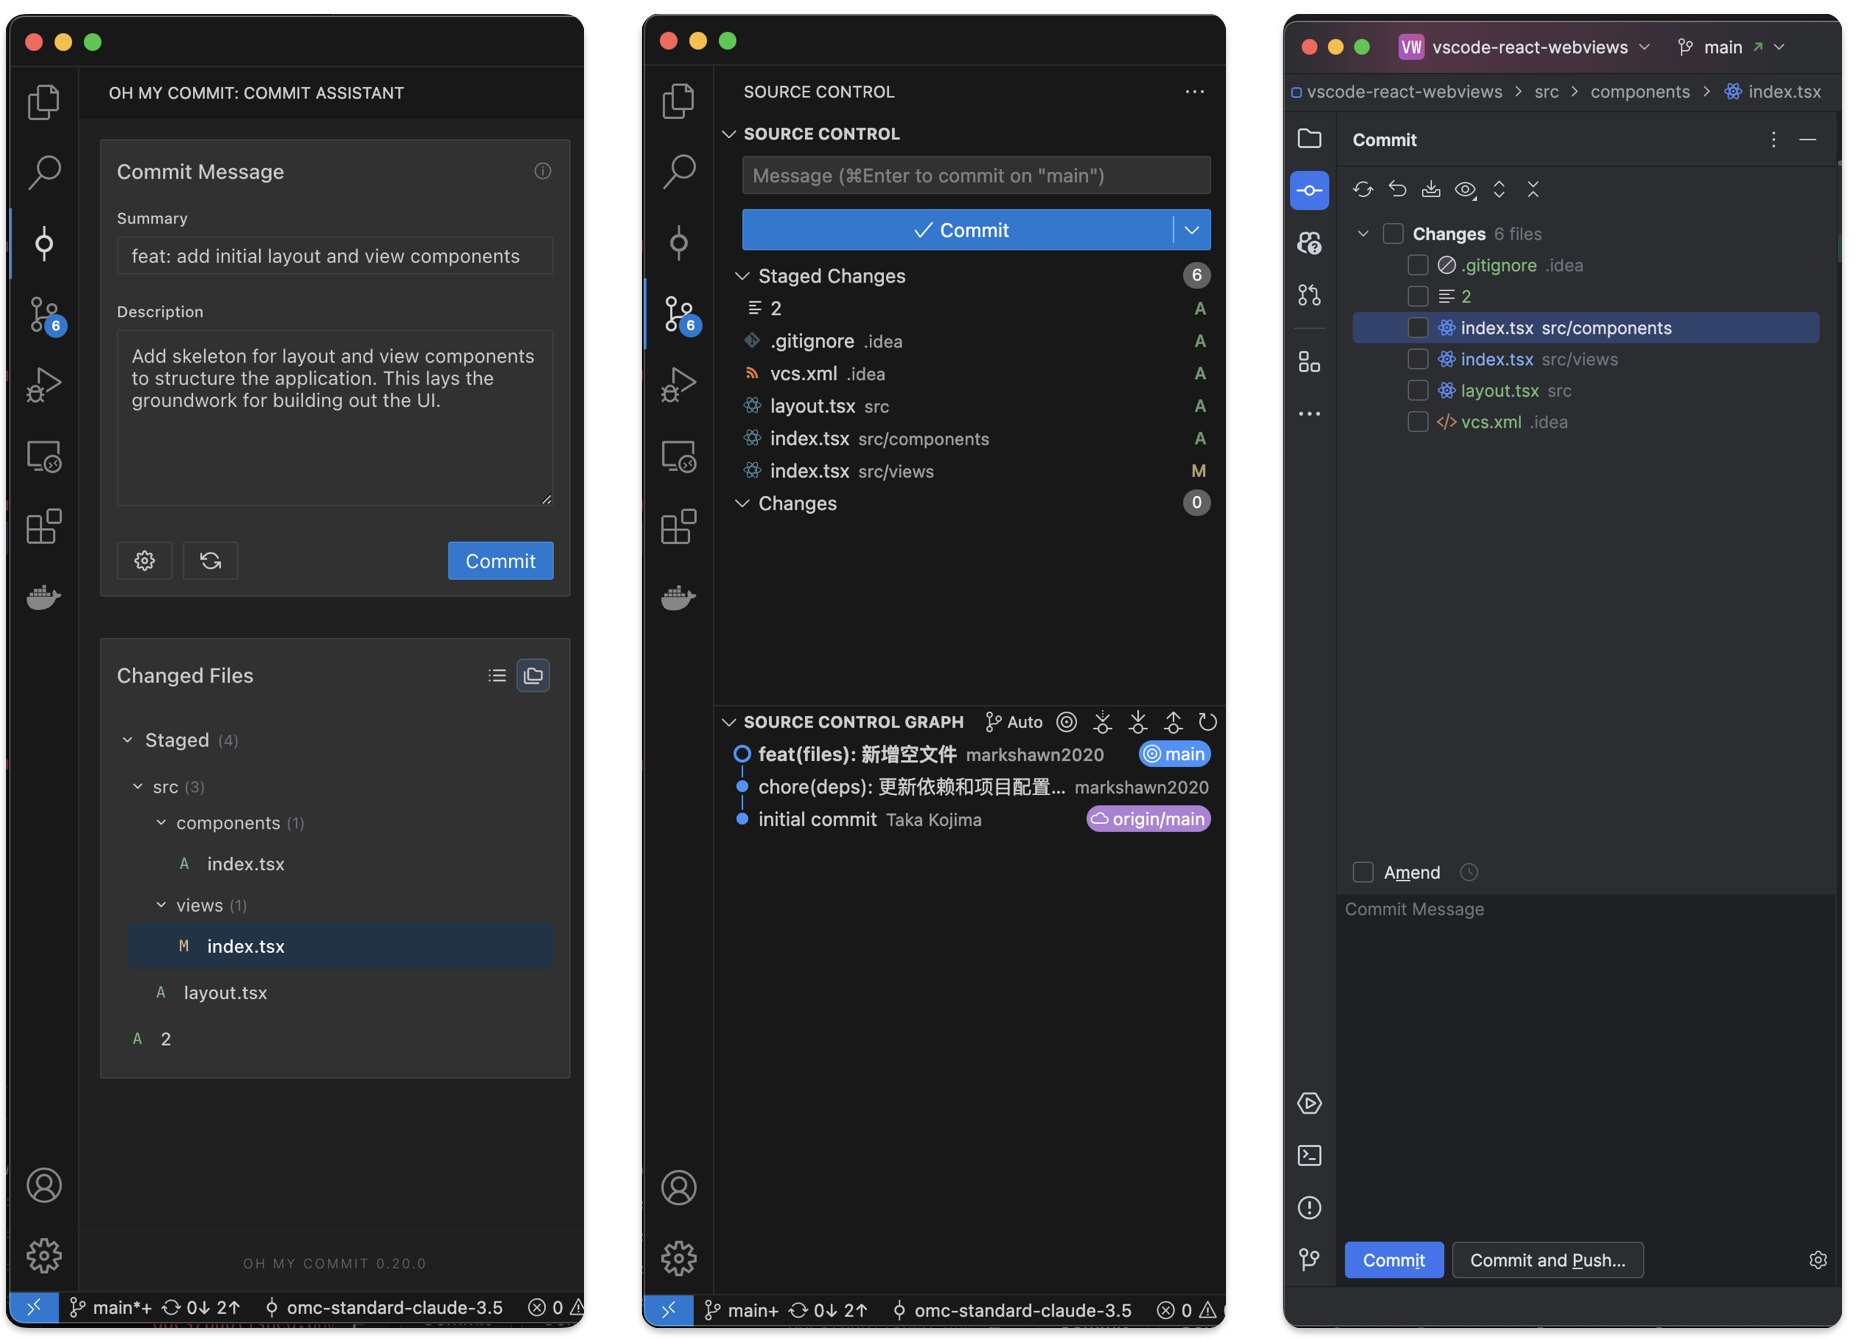 OH MY COMMIT: COMMIT ASSISTANT
Commit Message
Summary
feat: add initial layout and view components
Description
Add skeleton for layout and view components
to structure the application. This lays the
groundwork for building out the UI.
Commit
6
Changed Files
Staged (4)
src (3)
components (1)
A index.tsx
views (1)
M index.tsx
A layout.tsx
A 2
OH MY COMMIT 0.20.0
main*+ 0↓ 2↑ omc-standard-claude-3.5 0
SOURCE CONTROL
SOURCE CONTROL
Message (⌘Enter to commit on "main")
Commit
Staged Changes 6
2 A
.gitignore .idea A
vcs.xml .idea A
layout.tsx src A
index.tsx src/components A
index.tsx src/views M
Changes 0
6
SOURCE CONTROL GRAPH Auto
feat(files): 新增空文件 markshawn2020 main
chore(deps): 更新依赖和项目配置... markshawn2020
initial commit Taka Kojima origin/main
main+ 0↓ 2↑ omc-standard-claude-3.5 0
VW vscode-react-webviews main
vscode-react-webviews > src > components > index.tsx
Commit
Changes 6 files
.gitignore .idea
2
index.tsx src/components
index.tsx src/views
layout.tsx src
vcs.xml .idea
Amend
Commit Message
Commit
Commit and Push...